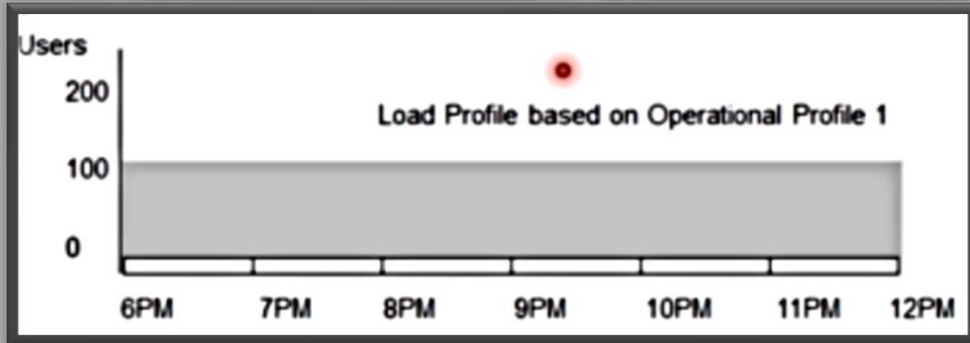 Users
200
Load Profile based on Operational Profile 1
100
0
6PM 7PM 8PM 9PM 10PM 11PM 12PM